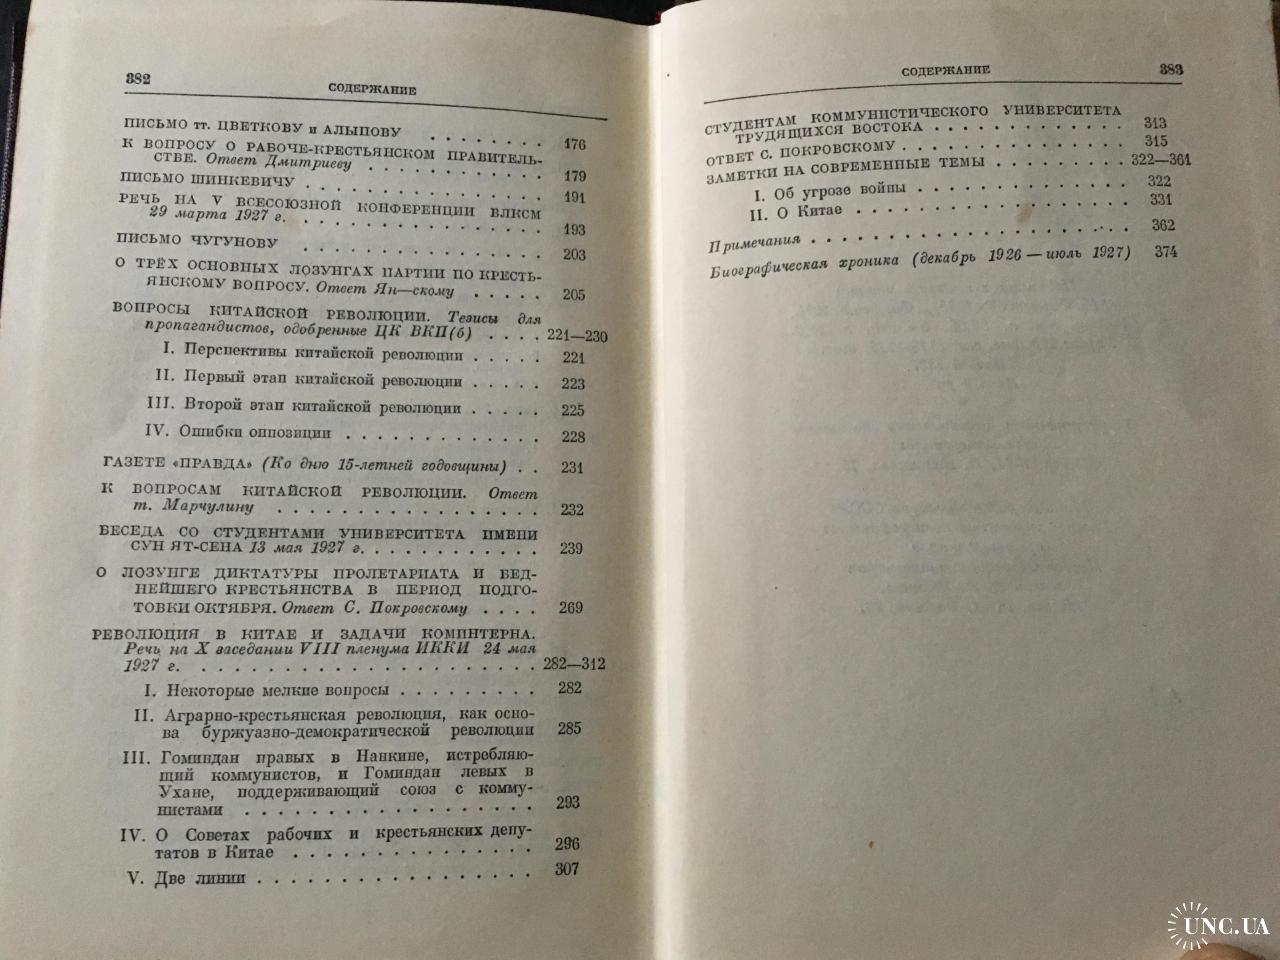 382
СОДЕРЖАНИЕ
ПИСЬМО тт. ЦВЕТКОВУ и АЛЫПОВУ . . . . . . . 176
К ВОПРОСУ О РАБОЧЕ-КРЕСТЬЯНСКОМ ПРАВИТЕЛЬ-
СТВЕ. Ответ Дмитриеву . . . . . . . . . . . 179
ПИСЬМО ШИНКЕВИЧУ . . . . . . . . . . . . . 191
РЕЧЬ НА V ВСЕСОЮЗНОЙ КОНФЕРЕНЦИИ ВЛКСМ
29 марта 1927 г. . . . . . . . . . . . . . . 193
ПИСЬМО ЧУГУНОВУ . . . . . . . . . . . . . 203
О ТРЁХ ОСНОВНЫХ ЛОЗУНГАХ ПАРТИИ ПО КРЕСТЬ-
ЯНСКОМУ ВОПРОСУ. Ответ Ян—скому . . . . . 205
ВОПРОСЫ КИТАЙСКОЙ РЕВОЛЮЦИИ. Тезисы для
пропагандистов, одобренные ЦК ВКП(б) . . . . 221—230
I. Перспективы китайской революции . . . . . 221
II. Первый этап китайской революции . . . . . 223
III. Второй этап китайской революции . . . . . 225
IV. Ошибки оппозиции . . . . . . . . . . . . 228
ГАЗЕТЕ «ПРАВДА» (Ко дню 15-летней годовщины) . . 231
К ВОПРОСАМ КИТАЙСКОЙ РЕВОЛЮЦИИ. Ответ
т. Марчулину . . . . . . . . . . . . . . . 232
БЕСЕДА СО СТУДЕНТАМИ УНИВЕРСИТЕТА ИМЕНИ
СУН ЯТ-СЕНА 13 мая 1927 г. . . . . . . . . . . 239
О ЛОЗУНГЕ ДИКТАТУРЫ ПРОЛЕТАРИАТА И БЕД-
НЕЙШЕГО КРЕСТЬЯНСТВА В ПЕРИОД ПОДГО-
ТОВКИ ОКТЯБРЯ. Ответ С. Покровскому . . . . 269
РЕВОЛЮЦИЯ В КИТАЕ И ЗАДАЧИ КОМИНТЕРНА.
Речь на X заседании VIII пленума ИККИ 24 мая
1927 г. . . . . . . . . . . . . . . . . . . 282—312
I. Некоторые мелкие вопросы . . . . . . . . . 282
II. Аграрно-крестьянская революция, как осно-
ва буржуазно-демократической революции 285
III. Гоминдан правых в Нанкине, истребляю-
щий коммунистов, и Гоминдан левых в
Ухане, поддерживающий союз с комму-
нистами . . . . . . . . . . . . . . . . . 293
IV. О Советах рабочих и крестьянских депу-
татов в Китае . . . . . . . . . . . . . . 296
V. Две линии . . . . . . . . . . . . . . . . 307
СОДЕРЖАНИЕ
383
СТУДЕНТАМ КОММУНИСТИЧЕСКОГО УНИВЕРСИТЕТА
ТРУДЯЩИХСЯ ВОСТОКА . . . . . . . . . . . . 313
ОТВЕТ С. ПОКРОВСКОМУ . . . . . . . . . . . . . 315
ЗАМЕТКИ НА СОВРЕМЕННЫЕ ТЕМЫ . . . . . . . . . 322—361
I. Об угрозе войны . . . . . . . . . . . . . 322
II. О Китае . . . . . . . . . . . . . . . . 331
Примечания . . . . . . . . . . . . . . . . . . 362
Биографическая хроника (декабрь 1926 — июль 1927) 374
UNC.UA